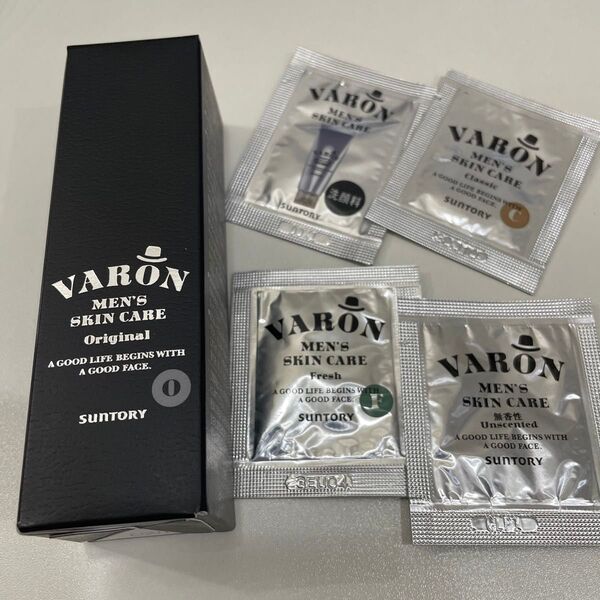 VARON
MEN'S
SKIN CARE
Original
A GOOD LIFE BEGINS WITH
A GOOD FACE.
O
SUNTORY
VARON
MEN'S
SKIN CARE
洗顔料
SUNTORY
VARON
MEN'S
SKIN CARE
Classic
A GOOD LIFE BEGINS WITH
A GOOD FACE.
C
SUNTORY
VARON
MEN'S
SKIN CARE
Fresh
A GOOD LIFE BEGINS WITH
A GOOD FACE.
F
SUNTORY
VARON
MEN'S
SKIN CARE
無香性
Unscented
A GOOD LIFE BEGINS WITH
A GOOD FACE.
SUNTORY